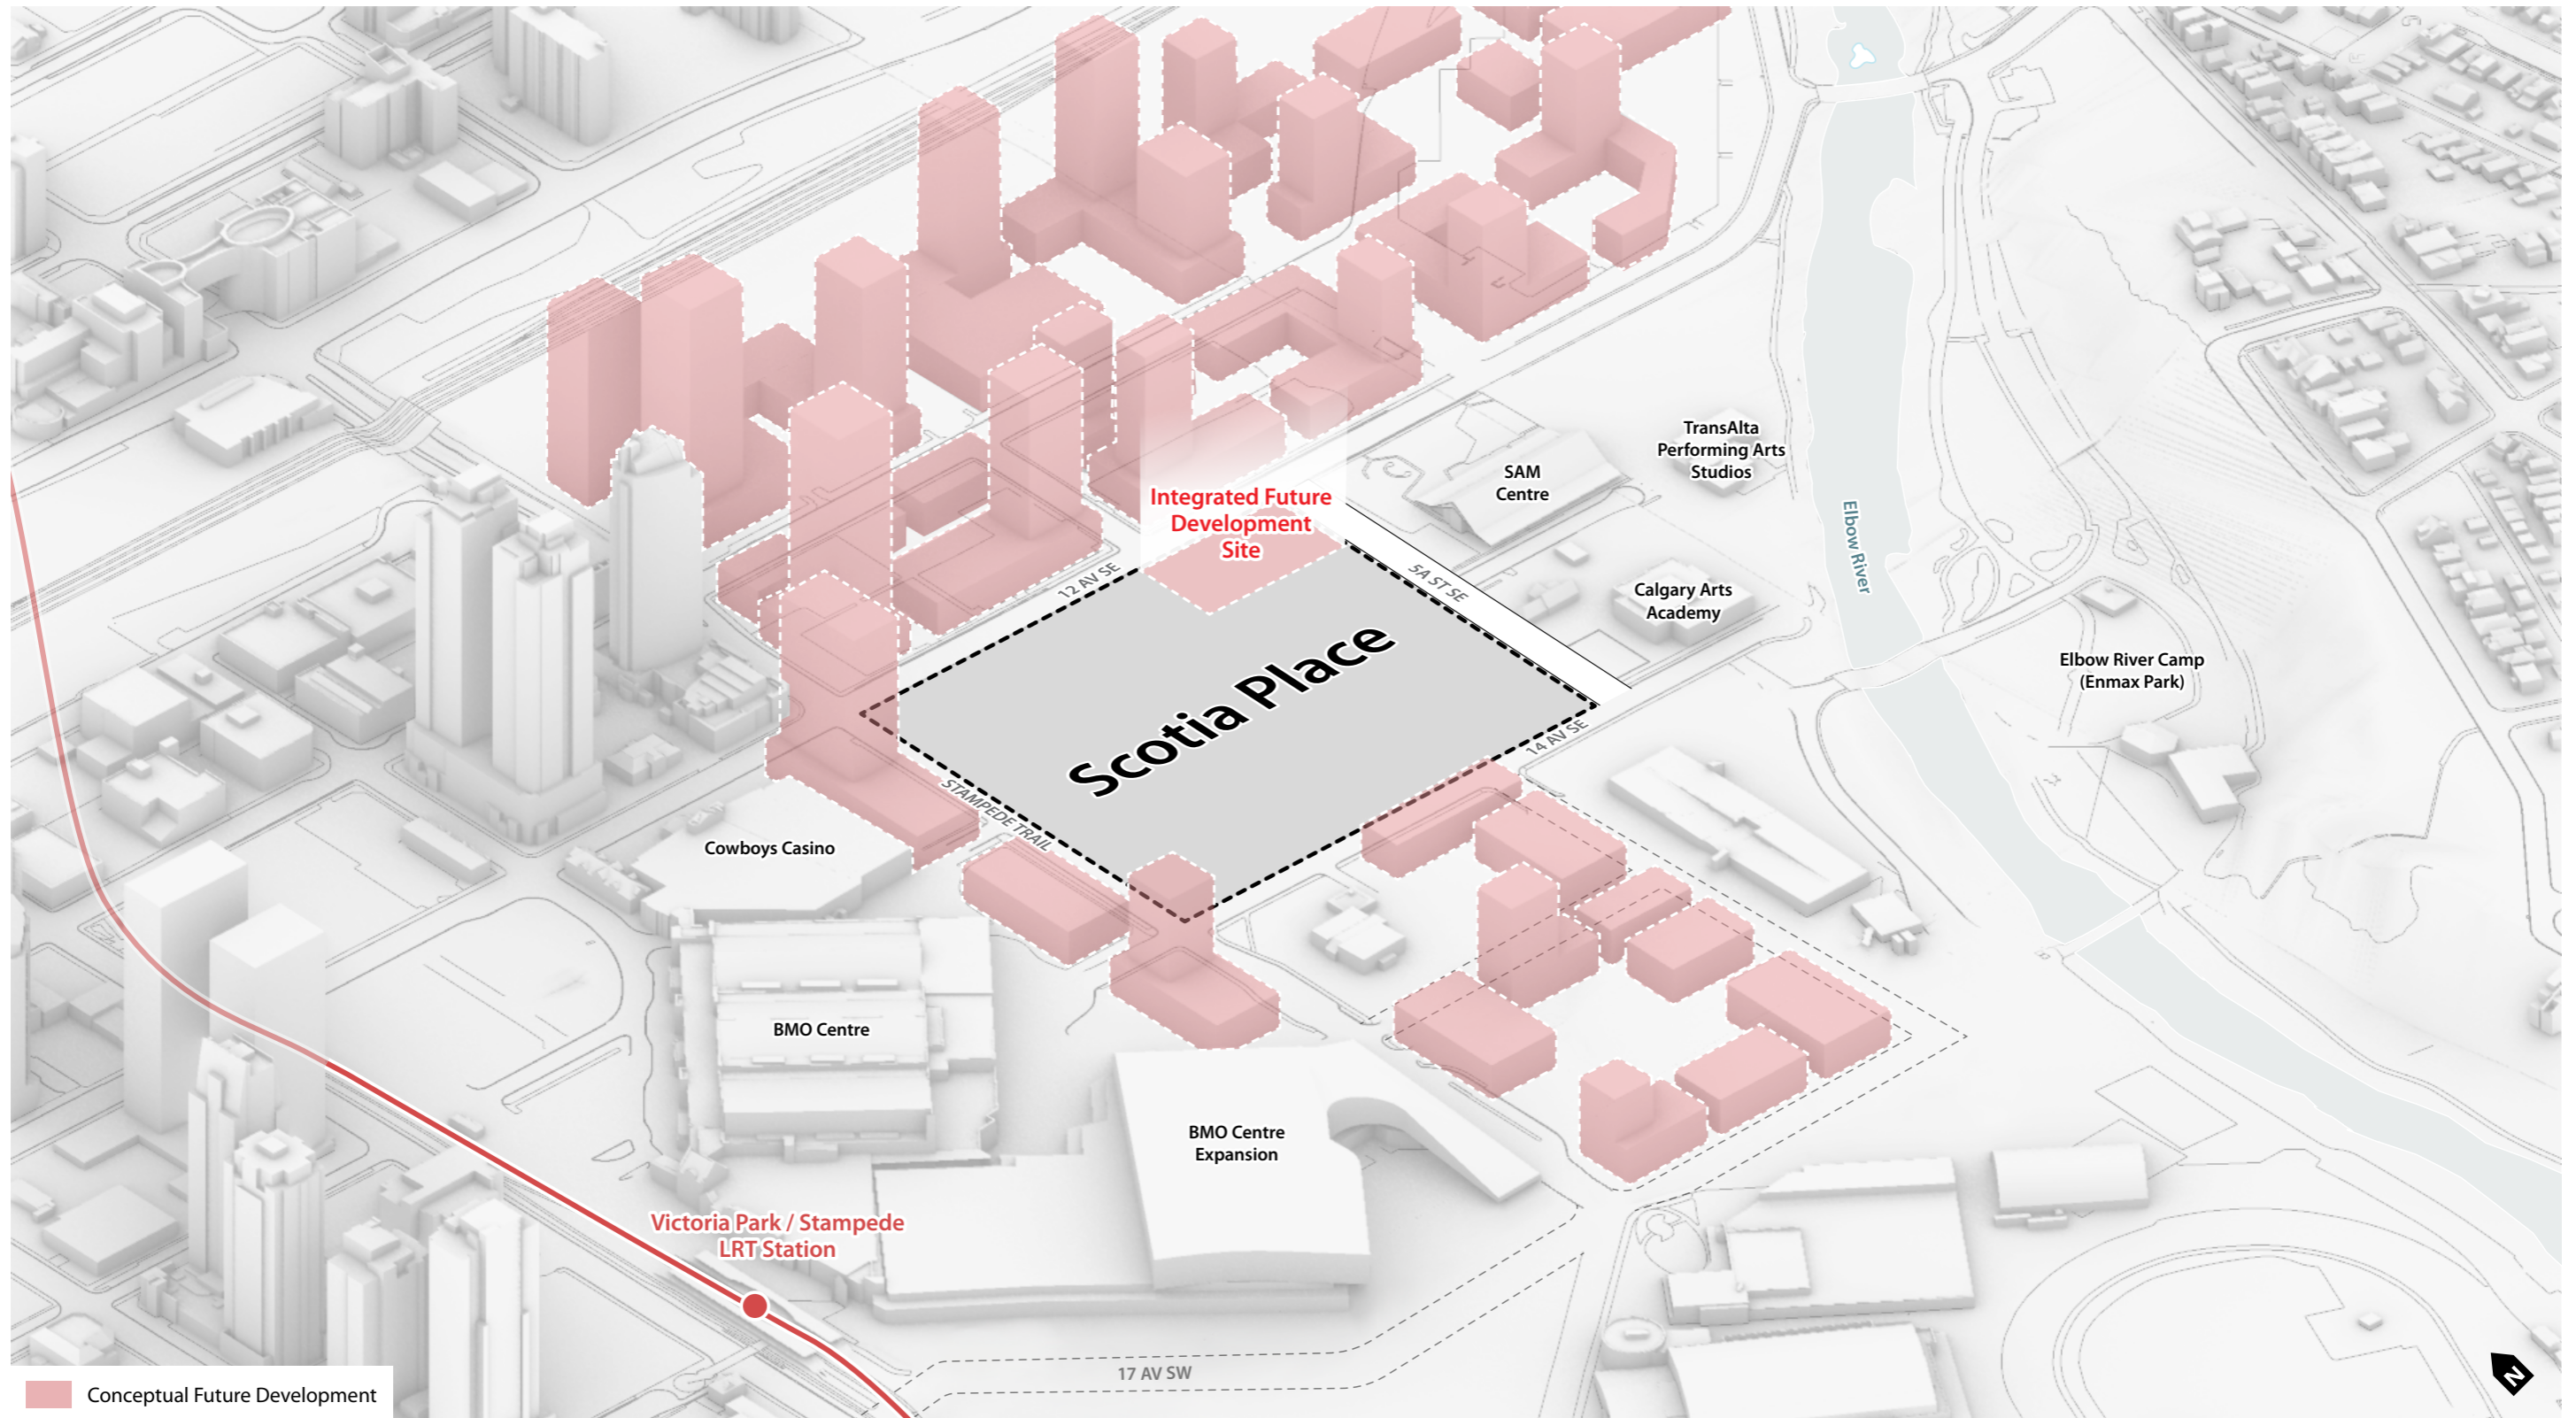 TransAlta
Performing Arts
Studios
SAM
Centre
Integrated Future
Development
Site
Elbow River
12 AV SE
5A ST SE
Calgary Arts
Academy
Elbow River Camp
(Enmax Park)
Scotia Place
14 AV SE
STAMPEDE TRAIL
Cowboys Casino
BMO Centre
BMO Centre
Expansion
Victoria Park / Stampede
LRT Station
17 AV SW
N
Conceptual Future Development